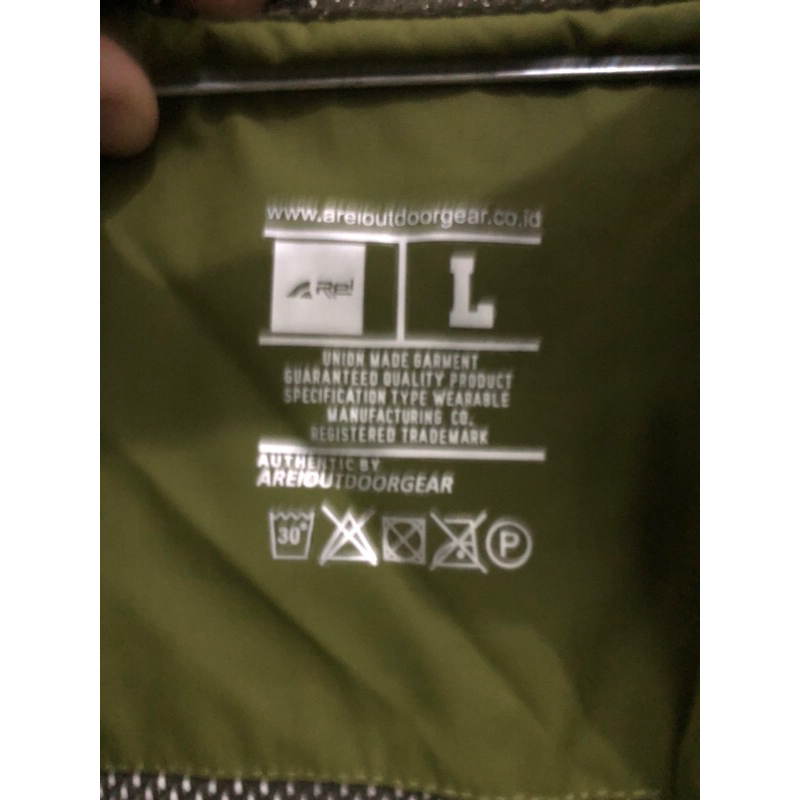 www.areioutdoorgear.co.id
Rei
L
UNION MADE GARMENT
GUARANTEED QUALITY PRODUCT
SPECIFICATION TYPE WEARABLE
MANUFACTURING CO.
REGISTERED TRADEMARK
AUTHENTIC BY
AREIOUTDOORGEAR
30°
P